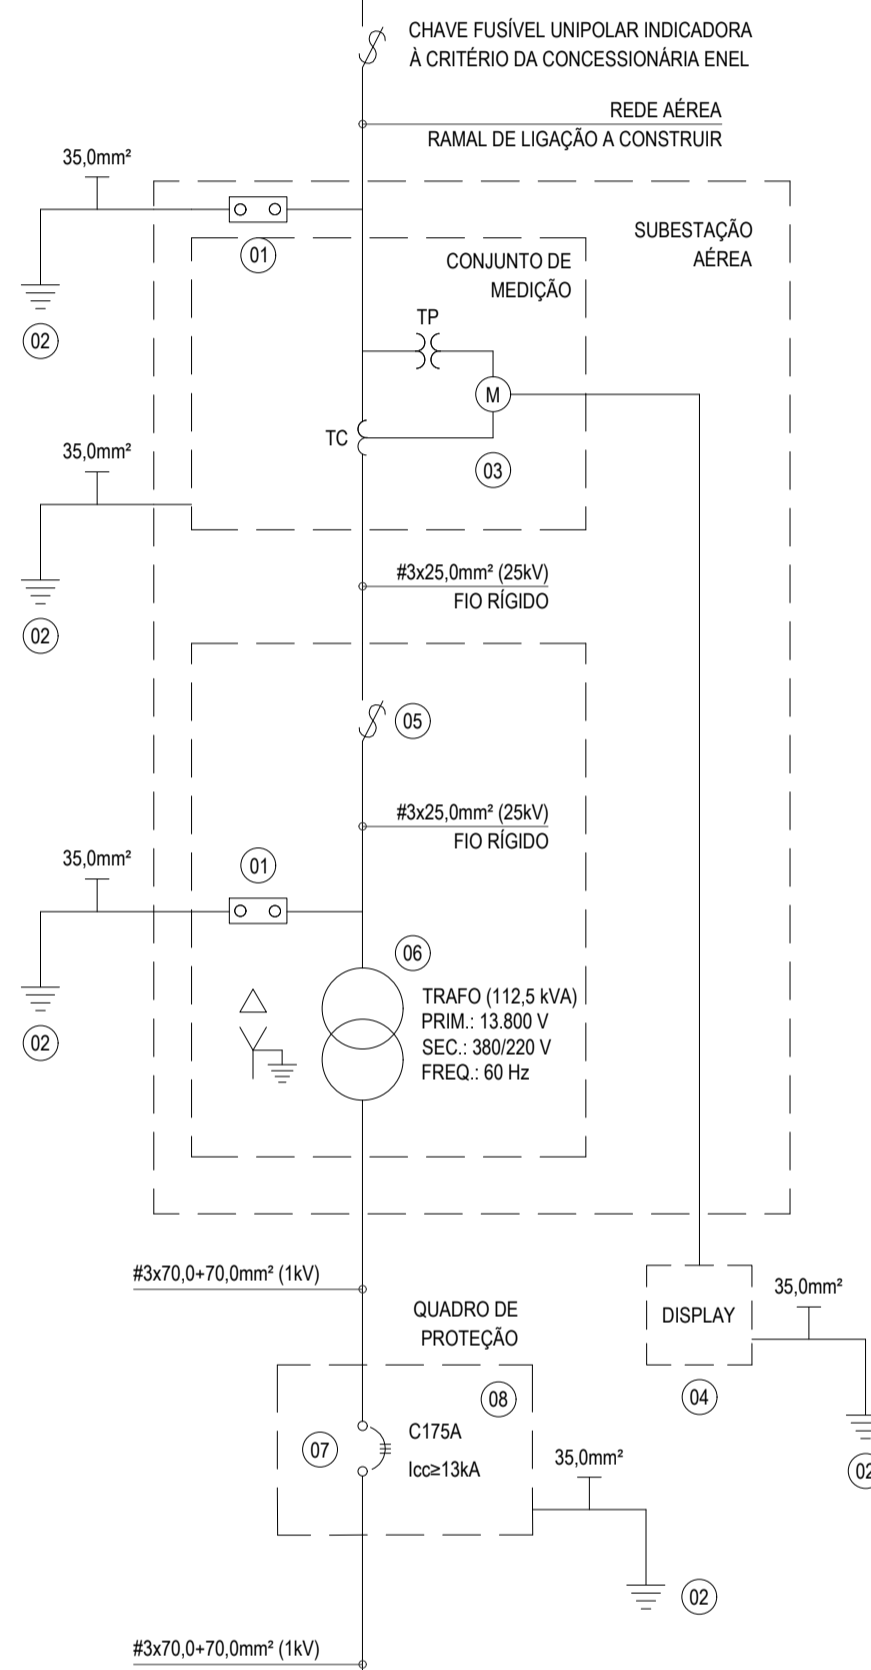 CHAVE FUSÍVEL UNIPOLAR INDICADORA
À CRITÉRIO DA CONCESSIONÁRIA ENEL
REDE AÉREA
RAMAL DE LIGAÇÃO A CONSTRUIR
35,0mm²
01
02
SUBESTAÇÃO
AÉREA
CONJUNTO DE
MEDIÇÃO
TP
M
TC
03
35,0mm²
02
#3x25,0mm² (25kV)
FIO RÍGIDO
05
#3x25,0mm² (25kV)
FIO RÍGIDO
35,0mm²
01
02
06
TRAFO (112,5 kVA)
PRIM.: 13.800 V
SEC.: 380/220 V
FREQ.: 60 Hz
#3x70,0+70,0mm² (1kV)
QUADRO DE
PROTEÇÃO
DISPLAY
35,0mm²
04
02
08
07
C175A
Icc≥13kA
35,0mm²
02
#3x70,0+70,0mm² (1kV)